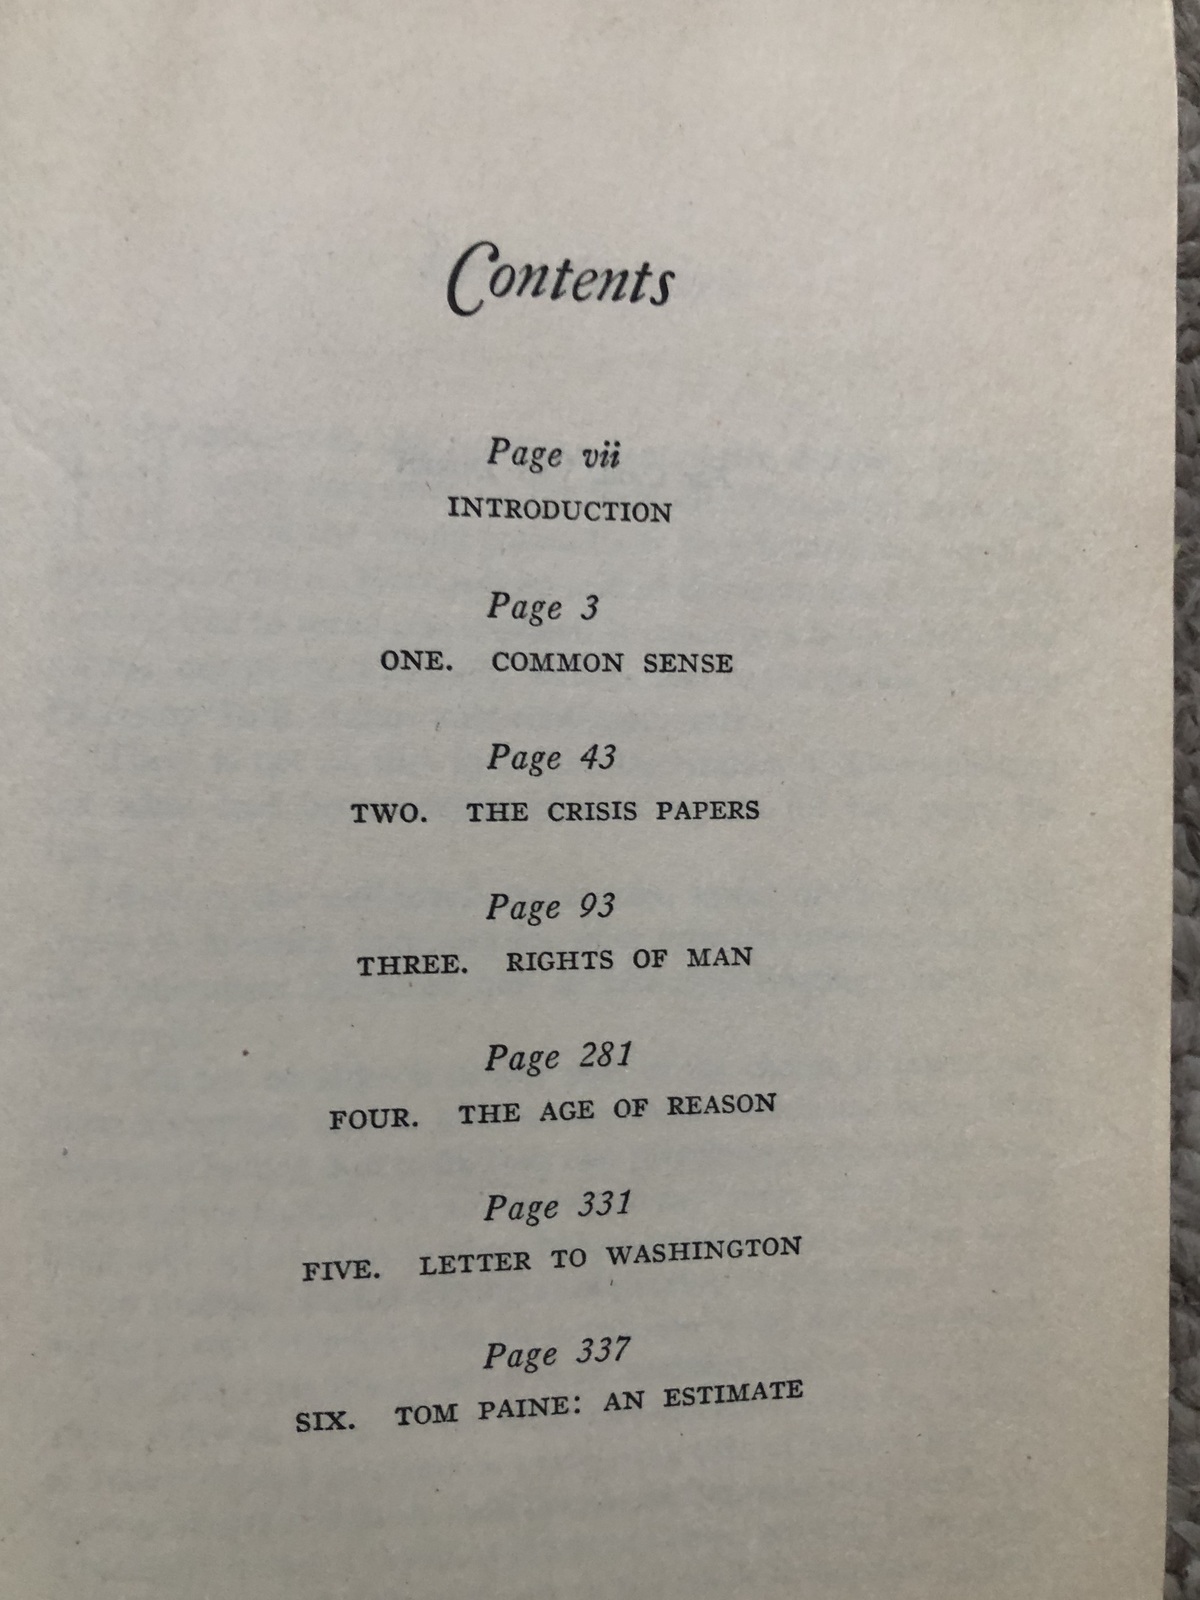 Contents
Page vii
INTRODUCTION
Page 3
ONE. COMMON SENSE
Page 43
TWO. THE CRISIS PAPERS
Page 93
THREE. RIGHTS OF MAN
Page 281
FOUR. THE AGE OF REASON
Page 331
FIVE. LETTER TO WASHINGTON
Page 337
SIX. TOM PAINE: AN ESTIMATE